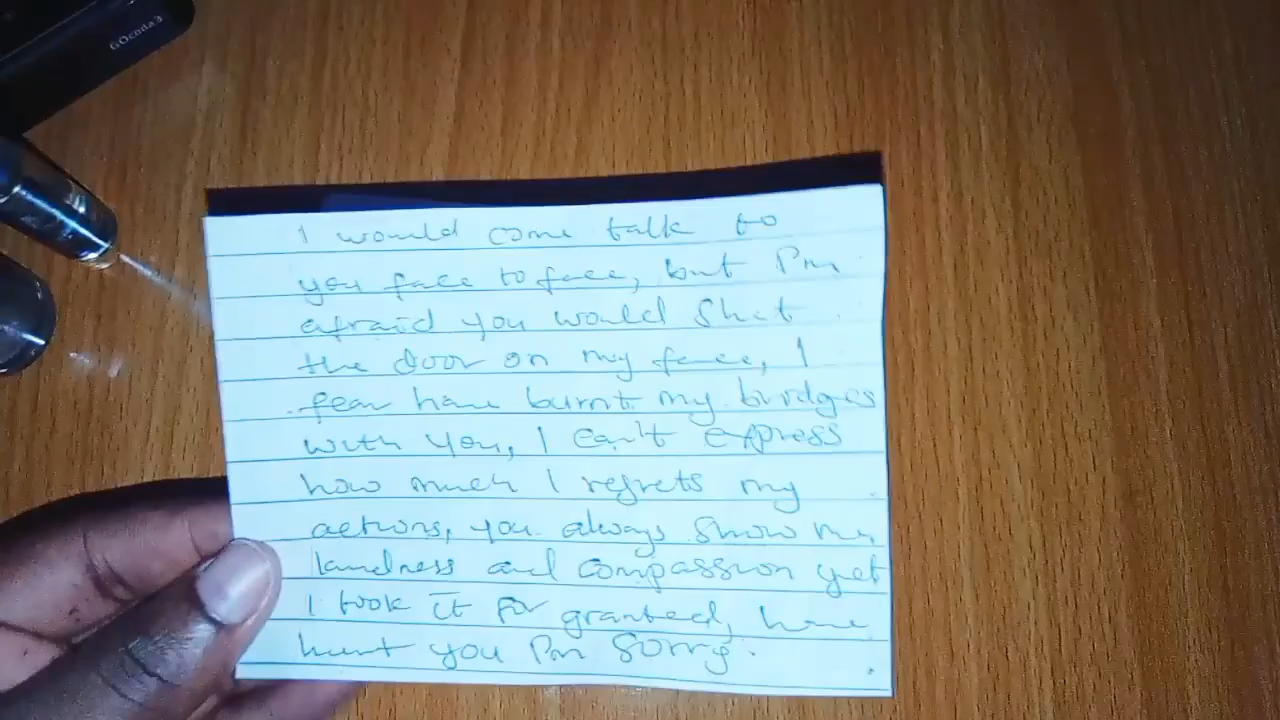 GOcoda3
I would come talk to
you face to face, but I'm
afraid you would shut
the door on my face, I
fear have burnt my bridges
with you, I can't express
how much I regrets my
actions, you always show me
kindness and compassion yet
I took it for granted, have
hurt you I'm sorry.